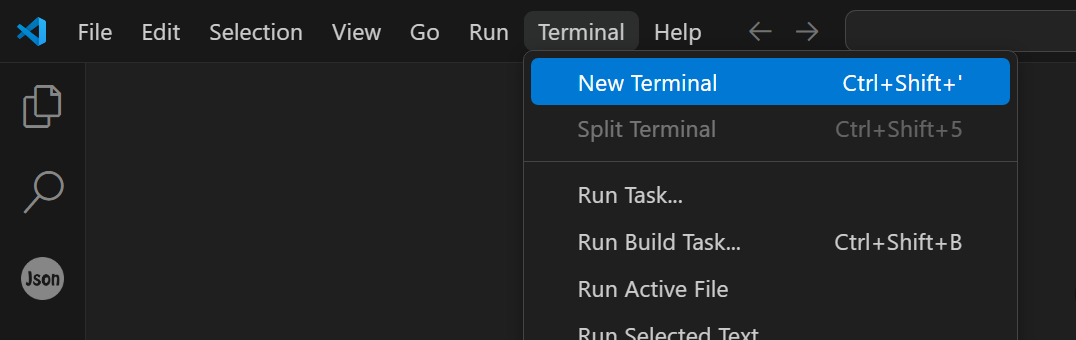 File Edit Selection View Go Run Terminal Help
New Terminal Ctrl+Shift+'
Split Terminal Ctrl+Shift+5
Run Task...
Run Build Task... Ctrl+Shift+B
Json
Run Active File
Run Selected Text